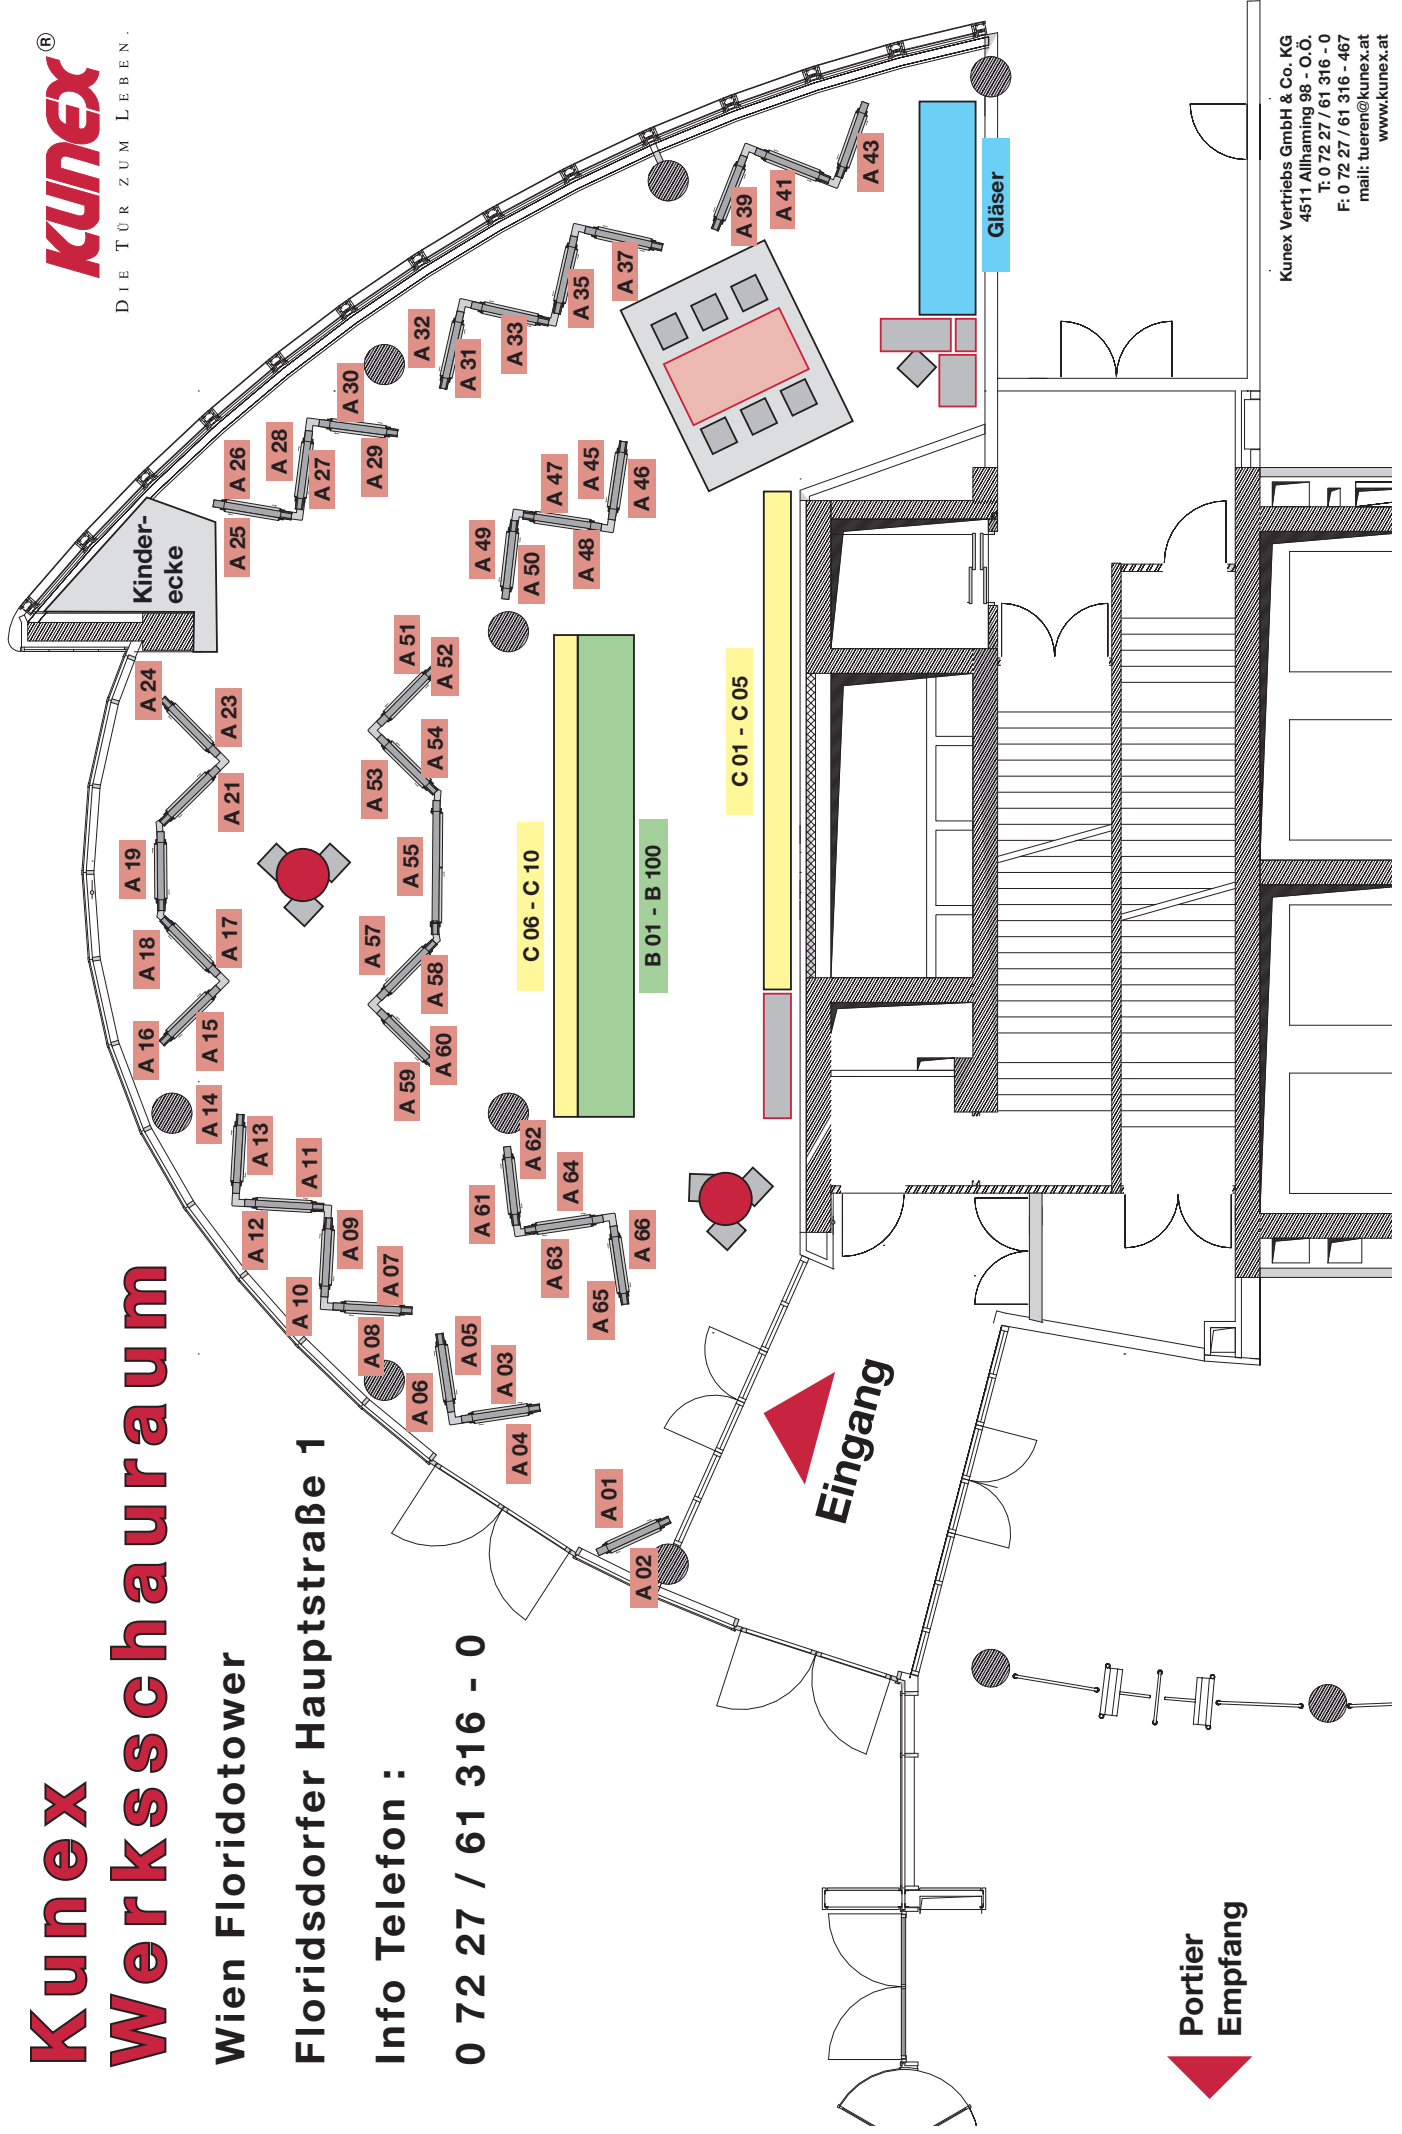 Kunex
Werksschauraum
Wien Floridotower
Floridsdorfer Hauptstraße 1
Info Telefon :
0 72 27 / 61 316 - 0
KUNEX®
DIE TÜR ZUM LEBEN.
Kinder-
ecke
A 01
A 02
A 03
A 04
A 05
A 06
A 07
A 08
A 09
A 10
A 11
A 12
A 13
A 14
A 15
A 16
A 17
A 18
A 19
A 21
A 23
A 24
A 25
A 26
A 27
A 28
A 29
A 30
A 31
A 32
A 33
A 35
A 37
A 39
A 41
A 43
A 45
A 46
A 47
A 48
A 49
A 50
A 51
A 52
A 53
A 54
A 55
A 57
A 58
A 59
A 60
A 61
A 62
A 63
A 64
A 65
A 66
C 06 - C 10
B 01 - B 100
C 01 - C 05
Gläser
Eingang
Portier
Empfang
Kunex Vertriebs GmbH & Co. KG
4511 Allhaming 98 - O.Ö.
T: 0 72 27 / 61 316 - 0
F: 0 72 27 / 61 316 - 467
mail: tueren@kunex.at
www.kunex.at